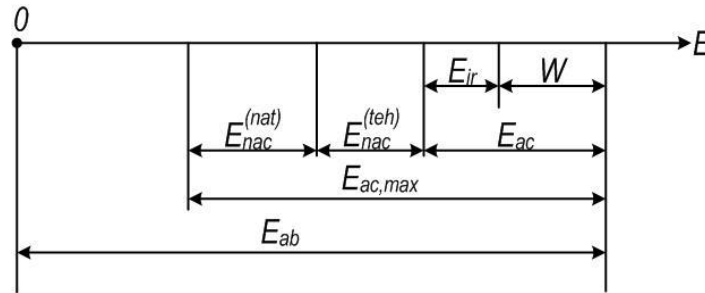 0
E
E_ir W
E_nac^(nat) E_nac^(teh) E_ac
E_ac,max
E_ab